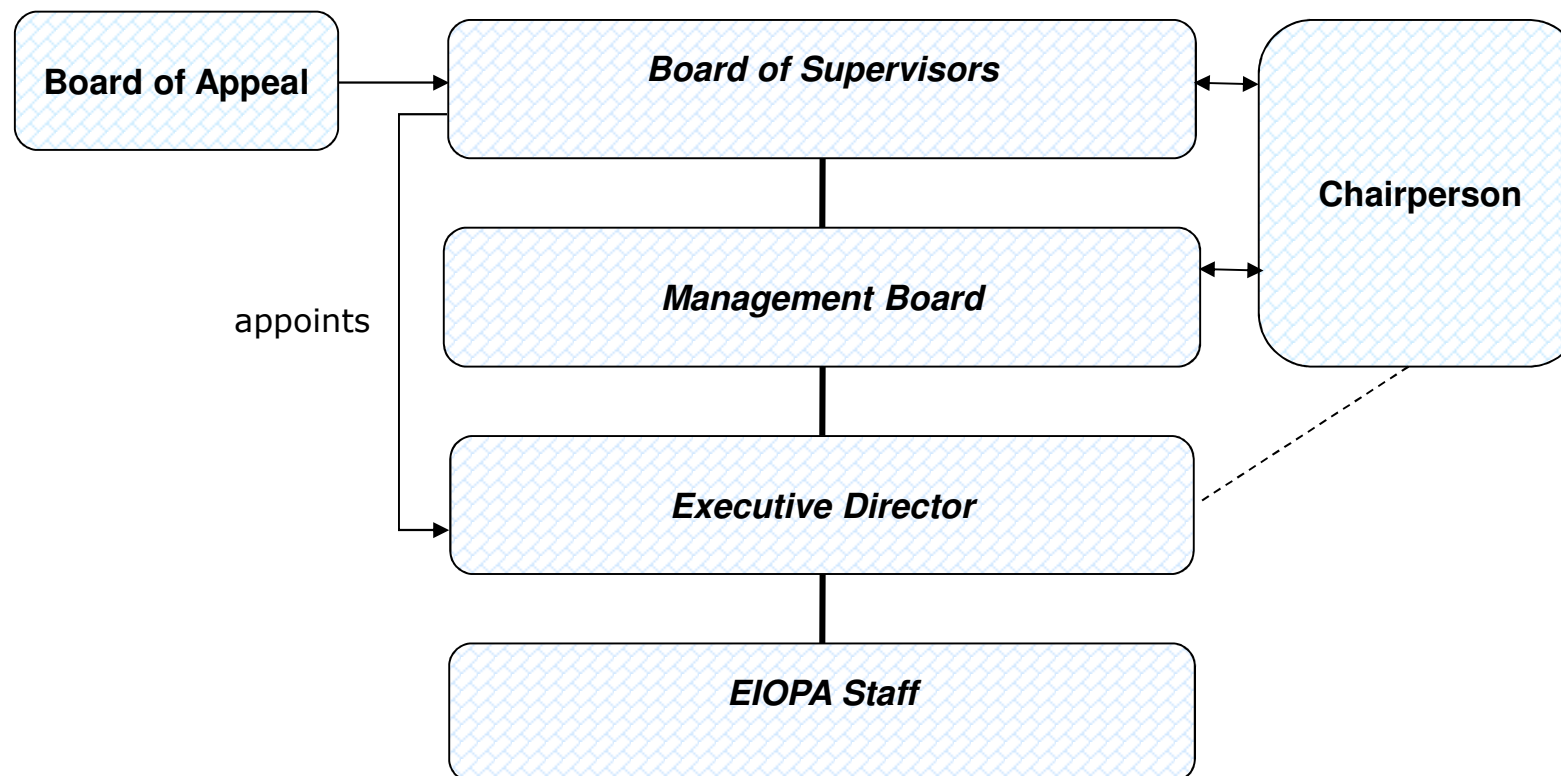 Board of Appeal
Board of Supervisors
Chairperson
Management Board
appoints
Executive Director
EIOPA Staff